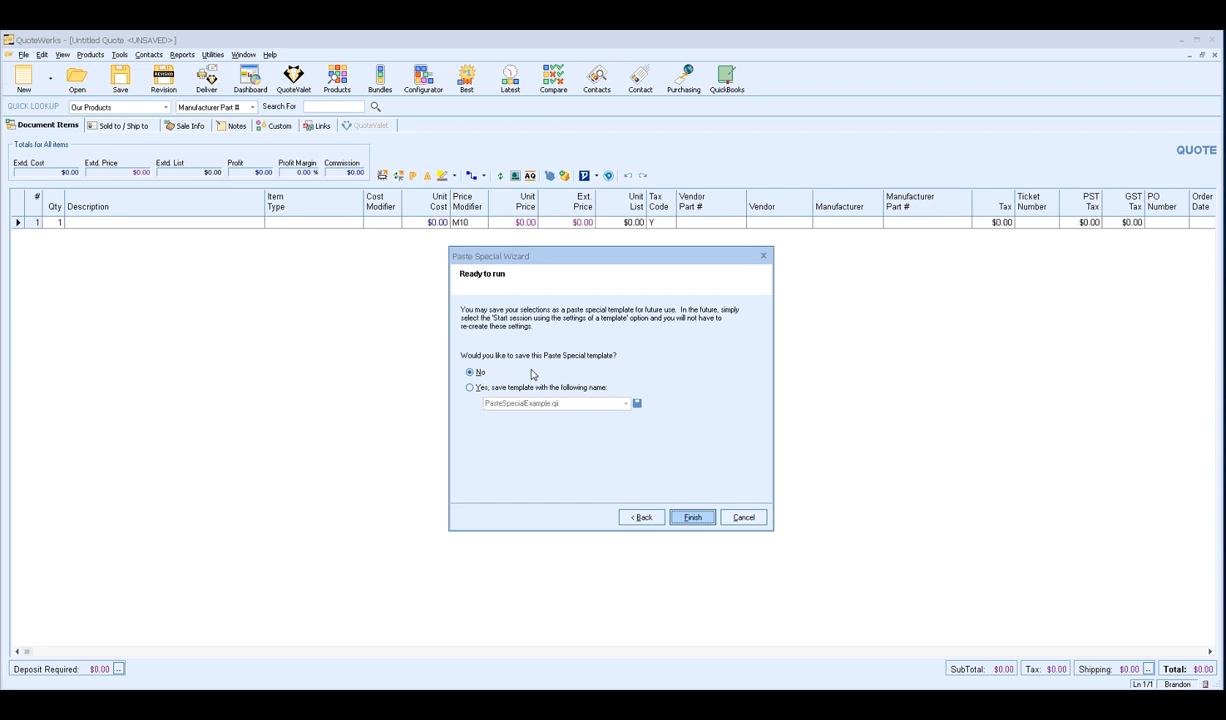 QuoteWerks - [Untitled Quote <UNSAVED>]
File Edit View Products Tools Contacts Reports Utilities Window Help
New Open Save Revision Deliver Dashboard QuoteValet Products Bundles Configurator Best Latest Compare Contacts Contact Purchasing QuickBooks
QUICK LOOKUP Our Products Manufacturer Part # Search For
Document Items Sold to / Ship to Sale Info Notes Custom Links QuoteValet
Totals for All items
QUOTE
Extd. Cost Extd. Price Extd. List Profit Profit Margin Commission
$0.00 $0.00 $0.00 $0.00 0.00 % $0.00
# Item Cost Unit Price Unit Ext. Unit Tax Vendor Manufacturer Ticket PST GST PO Order
Qty Description Type Modifier Cost Modifier Price Price List Code Part # Vendor Manufacturer Part # Tax Number Tax Tax Number Date
1 1 $0.00 M10 $0.00 $0.00 $0.00 Y $0.00 $0.00 $0.00
Paste Special Wizard
Ready to run
You may save your selections as a paste special template for future use. In the future, simply
select the 'Start session using the settings of a template' option and you will not have to
re-create these settings.
Would you like to save this Paste Special template?
No
Yes, save template with the following name:
PasteSpecialExample.qii
< Back Finish Cancel
Deposit Required: $0.00 ... SubTotal: $0.00 Tax: $0.00 Shipping: $0.00 ... Total: $0.00
Ln 1/1 Brandon